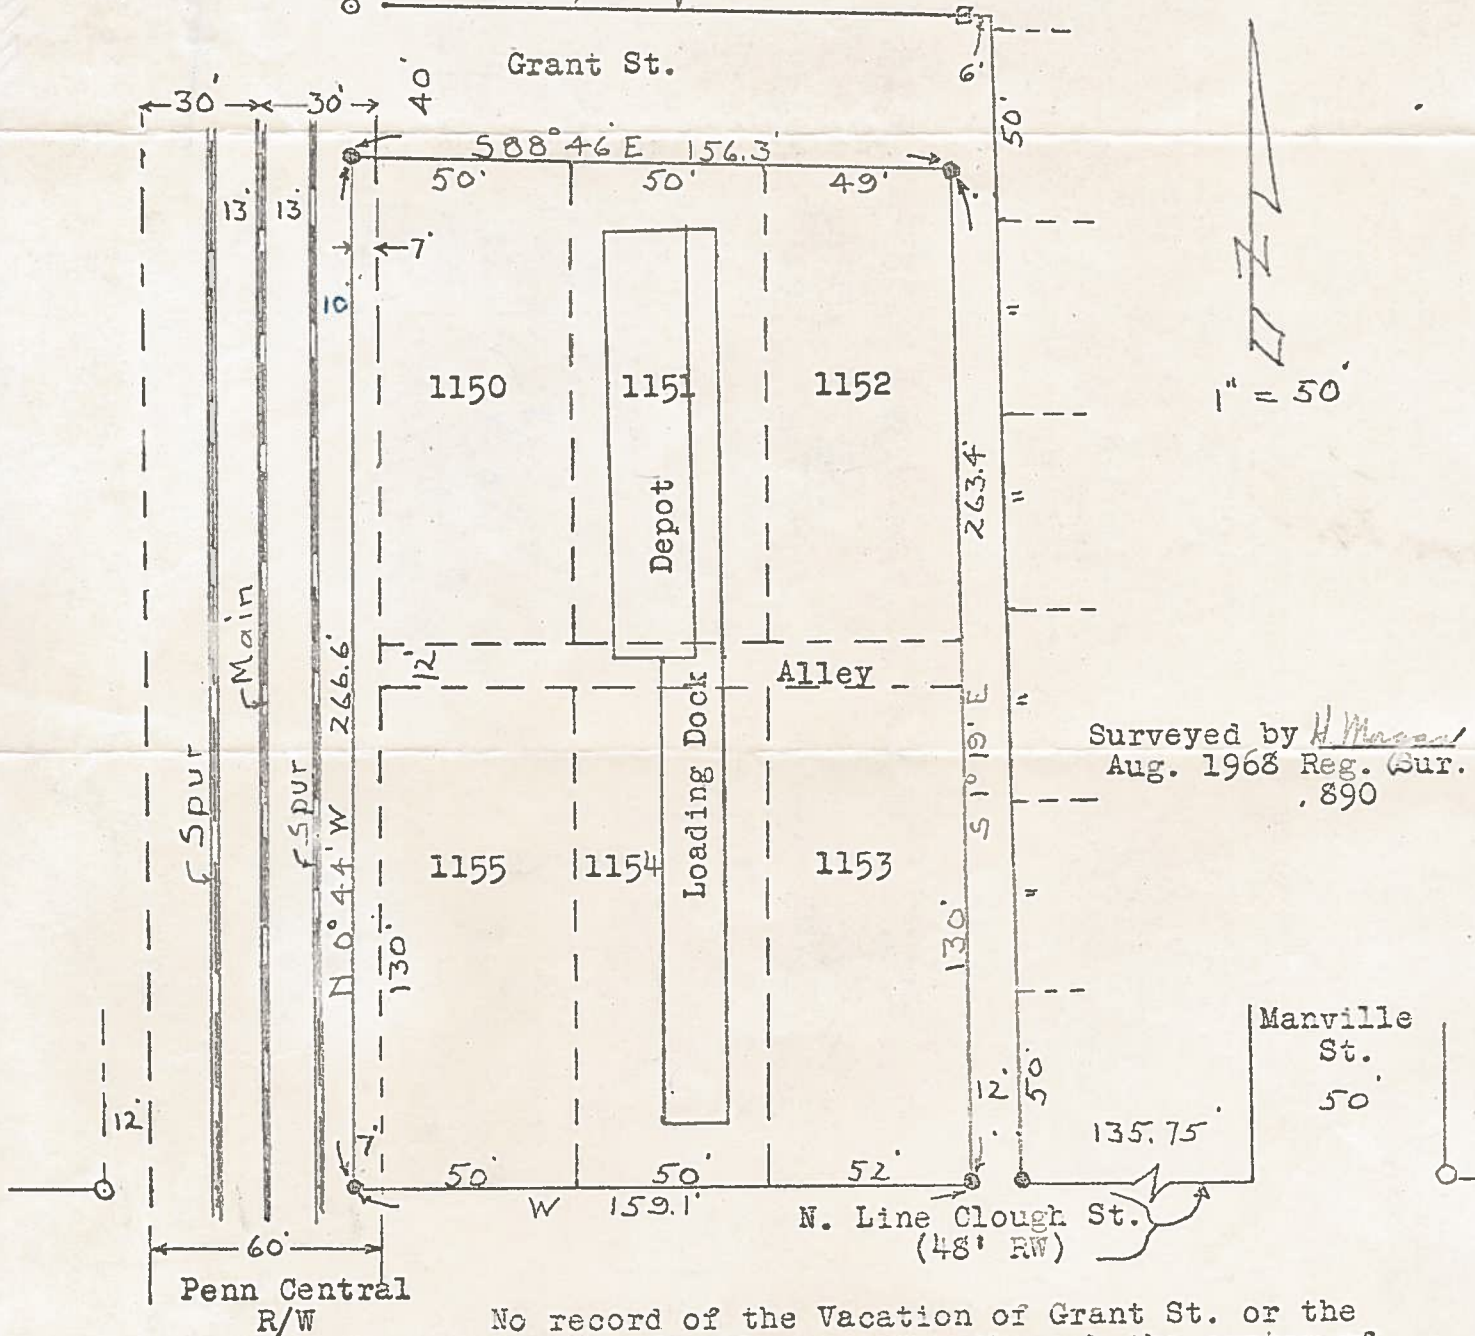 Grant St.
6'
30' 30' 40'
50'
S 88° 46' E 156.3'
50' 50' 49'
13' 13'
7'
10'
1" = 50'
1150 1151 1152
263.4'
Depot
Main
266.6'
12'
Alley
Spur
Spur
N 0° 44' W
Loading Dock
S 1° 19' E
Surveyed by
Aug. 1968 Reg. Sur.
890
1155 1154 1153
130'
130'
Manville
St.
50'
12'
12' 50'
135.75'
7'
50' 50' 52'
W 159.1'
N. Line Clough St.
(48' RW)
60'
Penn Central
R/W
No record of the Vacation of Grant St. or the